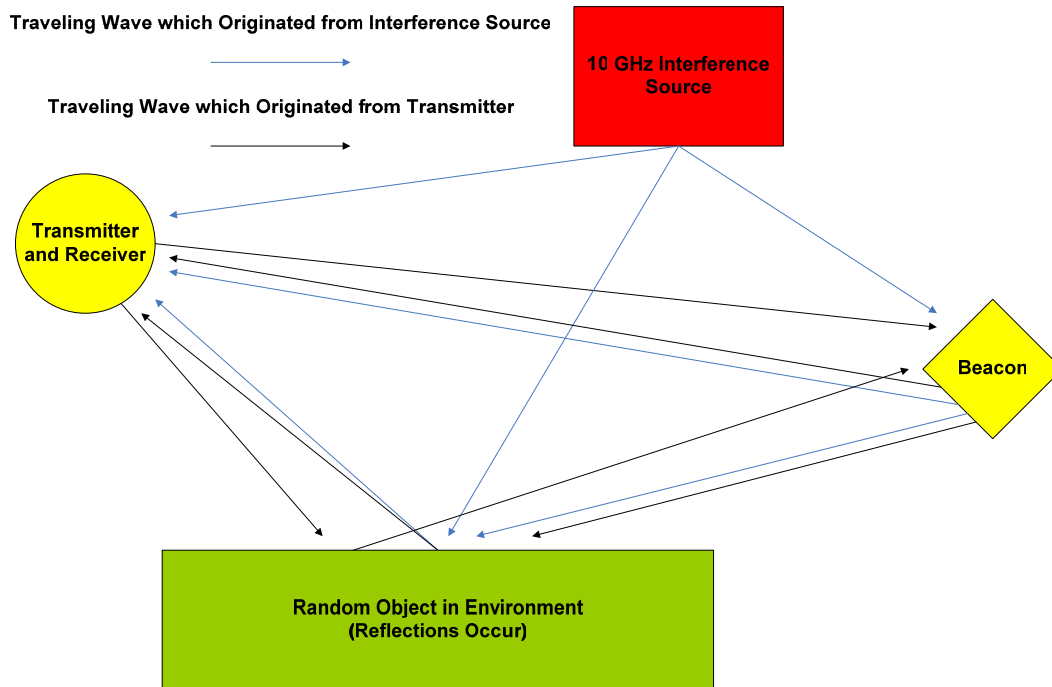 Traveling Wave which Originated from Interference Source
10 GHz Interference
Source
Traveling Wave which Originated from Transmitter
Transmitter
and Receiver
Beacon
Random Object in Environment
(Reflections Occur)